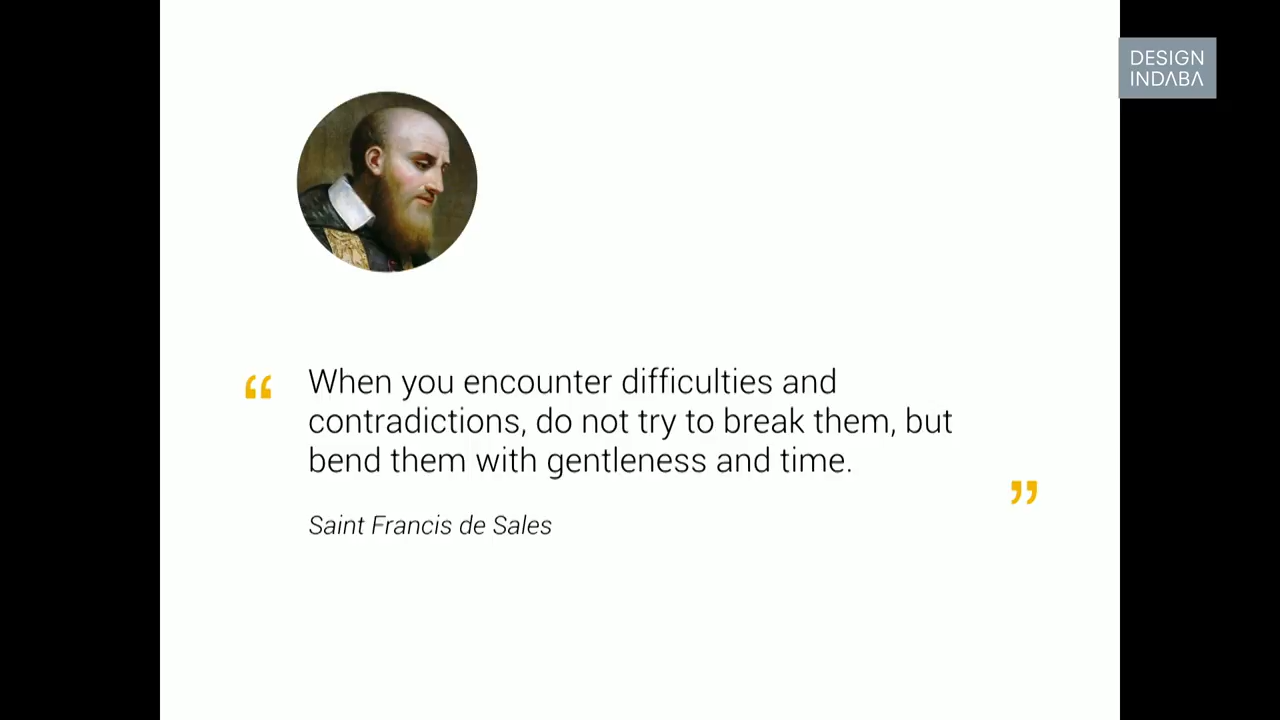 DESIGN
INDABA
“ When you encounter difficulties and
contradictions, do not try to break them, but
bend them with gentleness and time. ”
Saint Francis de Sales